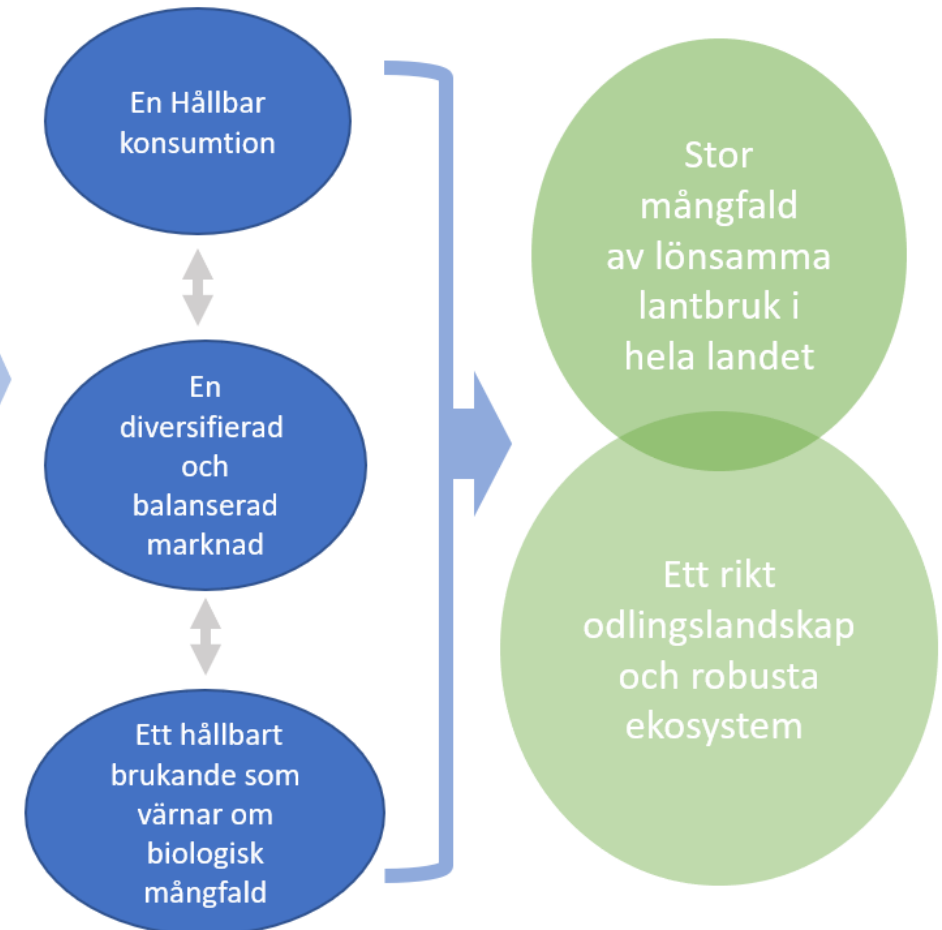 En Hållbar
konsumtion
En
diversifierad
och
balanserad
marknad
Ett hållbart
brukande som
värnar om
biologisk
mångfald
Stor
mångfald
av lönsamma
lantbruk i
hela landet
Ett rikt
odlingslandskap
och robusta
ekosystem